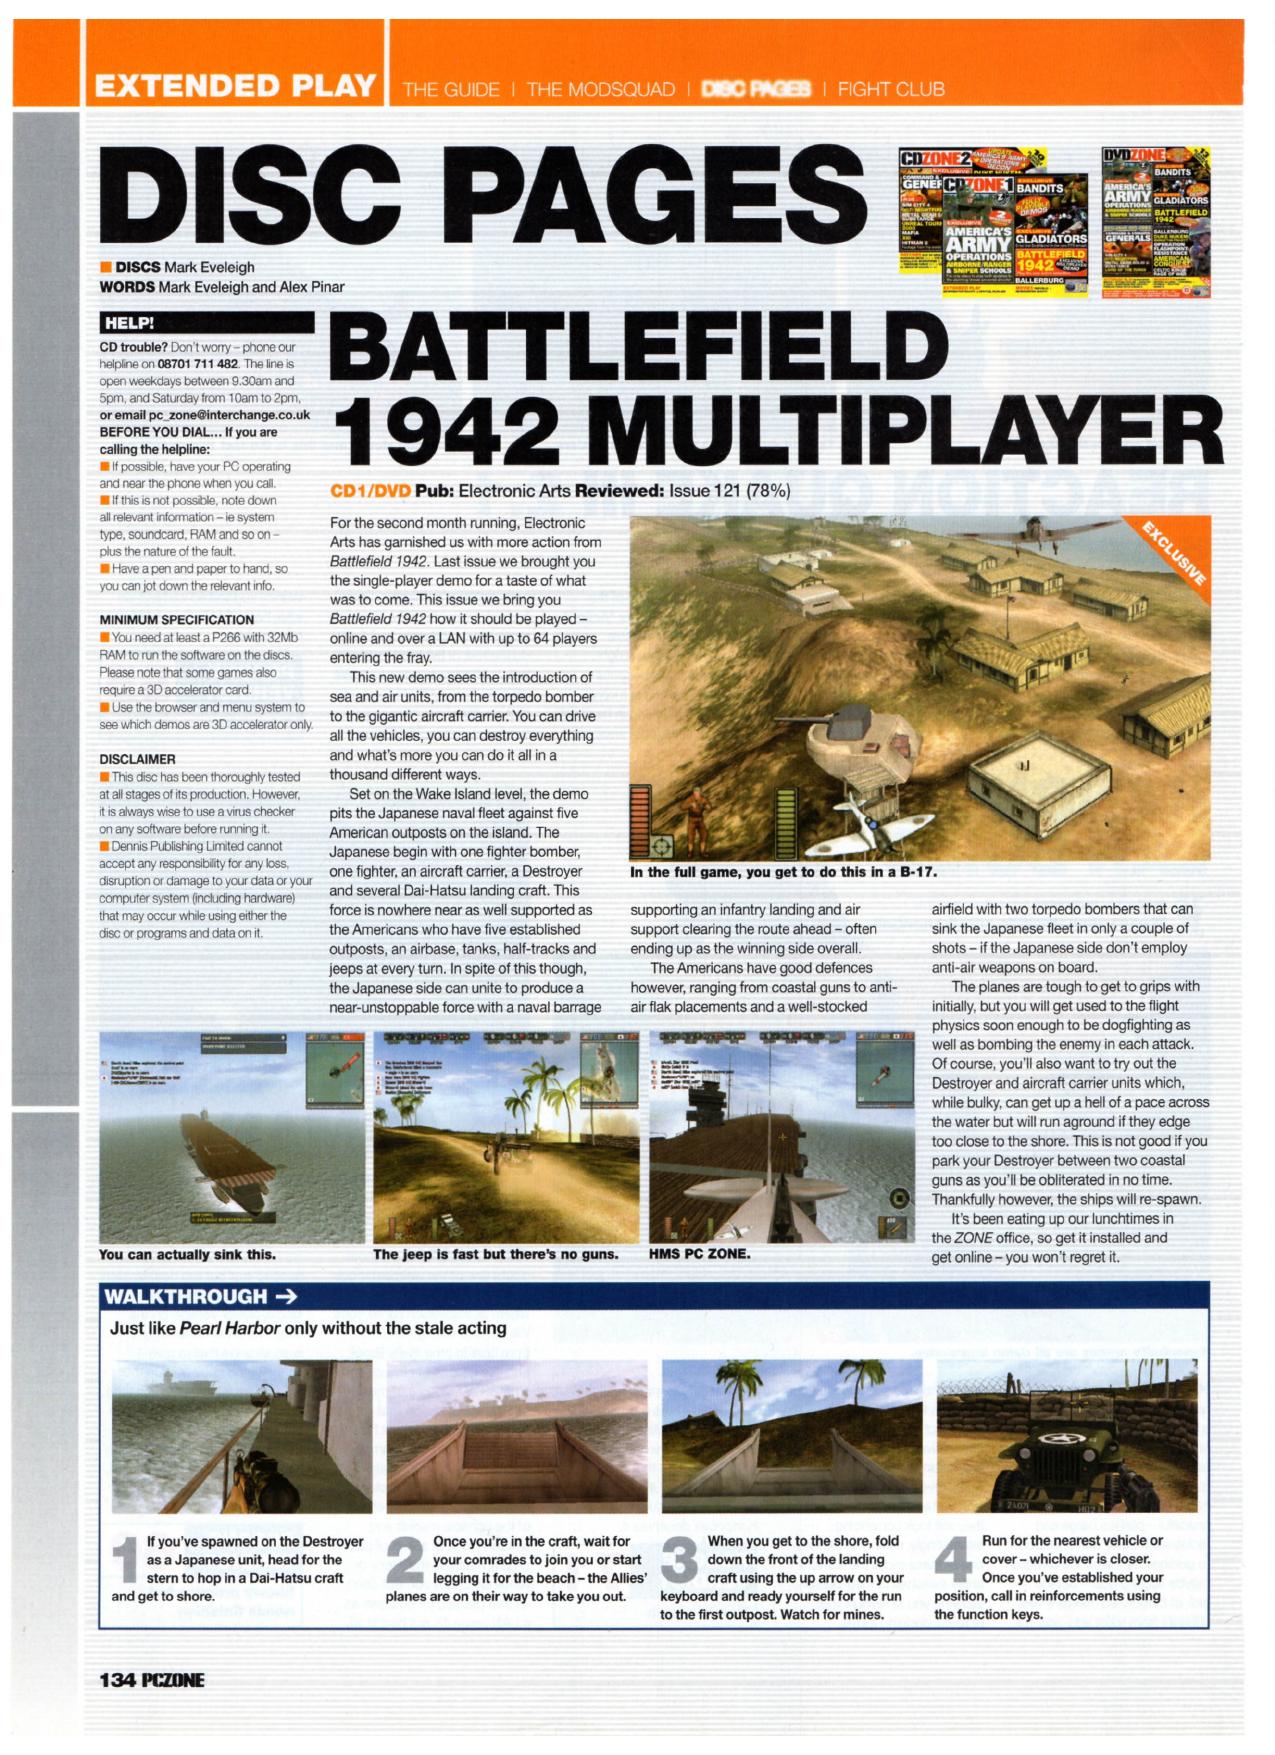 EXTENDED PLAY
THE GUIDE | THE MODSQUAD | DISC PAGES | FIGHT CLUB
DISC PAGES
DISCS Mark Eveleigh
WORDS Mark Eveleigh and Alex Pinar
CDZONE2
COMMAND &
CDZONE1
EXCLUSIVE
BANDITS
AMERICA'S
ARMY
OPERATIONS
AIRBORNE/RANGER
& SNIPER SCHOOLS
GLADIATORS
BATTLEFIELD
1942
BALLERBURG
DVDZONE
BANDITS
AMERICA'S
ARMY
OPERATIONS
GLADIATORS
BATTLEFIELD
1942
GENERALS
HELP!
CD trouble? Don't worry – phone our
helpline on 08701 711 482. The line is
open weekdays between 9.30am and
5pm, and Saturday from 10am to 2pm,
or email pc_zone@interchange.co.uk
BEFORE YOU DIAL... If you are
calling the helpline:
If possible, have your PC operating
and near the phone when you call.
If this is not possible, note down
all relevant information – ie system
type, soundcard, RAM and so on –
plus the nature of the fault.
Have a pen and paper to hand, so
you can jot down the relevant info.
MINIMUM SPECIFICATION
You need at least a P266 with 32Mb
RAM to run the software on the discs.
Please note that some games also
require a 3D accelerator card.
Use the browser and menu system to
see which demos are 3D accelerator only.
DISCLAIMER
This disc has been thoroughly tested
at all stages of its production. However,
it is always wise to use a virus checker
on any software before running it.
Dennis Publishing Limited cannot
accept any responsibility for any loss,
disruption or damage to your data or your
computer system (including hardware)
that may occur while using either the
disc or programs and data on it.
BATTLEFIELD
1942 MULTIPLAYER
CD1/DVD Pub: Electronic Arts Reviewed: Issue 121 (78%)
For the second month running, Electronic
Arts has garnished us with more action from
Battlefield 1942. Last issue we brought you
the single-player demo for a taste of what
was to come. This issue we bring you
Battlefield 1942 how it should be played –
online and over a LAN with up to 64 players
entering the fray.
This new demo sees the introduction of
sea and air units, from the torpedo bomber
to the gigantic aircraft carrier. You can drive
all the vehicles, you can destroy everything
and what's more you can do it all in a
thousand different ways.
Set on the Wake Island level, the demo
pits the Japanese naval fleet against five
American outposts on the island. The
Japanese begin with one fighter bomber,
one fighter, an aircraft carrier, a Destroyer
and several Dai-Hatsu landing craft. This
force is nowhere near as well supported as
the Americans who have five established
outposts, an airbase, tanks, half-tracks and
jeeps at every turn. In spite of this though,
the Japanese side can unite to produce a
near-unstoppable force with a naval barrage
EXCLUSIVE
In the full game, you get to do this in a B-17.
supporting an infantry landing and air
support clearing the route ahead – often
ending up as the winning side overall.
The Americans have good defences
however, ranging from coastal guns to anti-
air flak placements and a well-stocked
airfield with two torpedo bombers that can
sink the Japanese fleet in only a couple of
shots – if the Japanese side don't employ
anti-air weapons on board.
The planes are tough to get to grips with
initially, but you will get used to the flight
physics soon enough to be dogfighting as
well as bombing the enemy in each attack.
Of course, you'll also want to try out the
Destroyer and aircraft carrier units which,
while bulky, can get up a hell of a pace across
the water but will run aground if they edge
too close to the shore. This is not good if you
park your Destroyer between two coastal
guns as you'll be obliterated in no time.
Thankfully however, the ships will re-spawn.
It's been eating up our lunchtimes in
the ZONE office, so get it installed and
get online – you won't regret it.
You can actually sink this.
The jeep is fast but there's no guns.
HMS PC ZONE.
WALKTHROUGH →
Just like Pearl Harbor only without the stale acting
1 If you've spawned on the Destroyer
as a Japanese unit, head for the
stern to hop in a Dai-Hatsu craft
and get to shore.
2 Once you're in the craft, wait for
your comrades to join you or start
legging it for the beach – the Allies'
planes are on their way to take you out.
3 When you get to the shore, fold
down the front of the landing
craft using the up arrow on your
keyboard and ready yourself for the run
to the first outpost. Watch for mines.
4 Run for the nearest vehicle or
cover – whichever is closer.
Once you've established your
position, call in reinforcements using
the function keys.
134 PCZONE